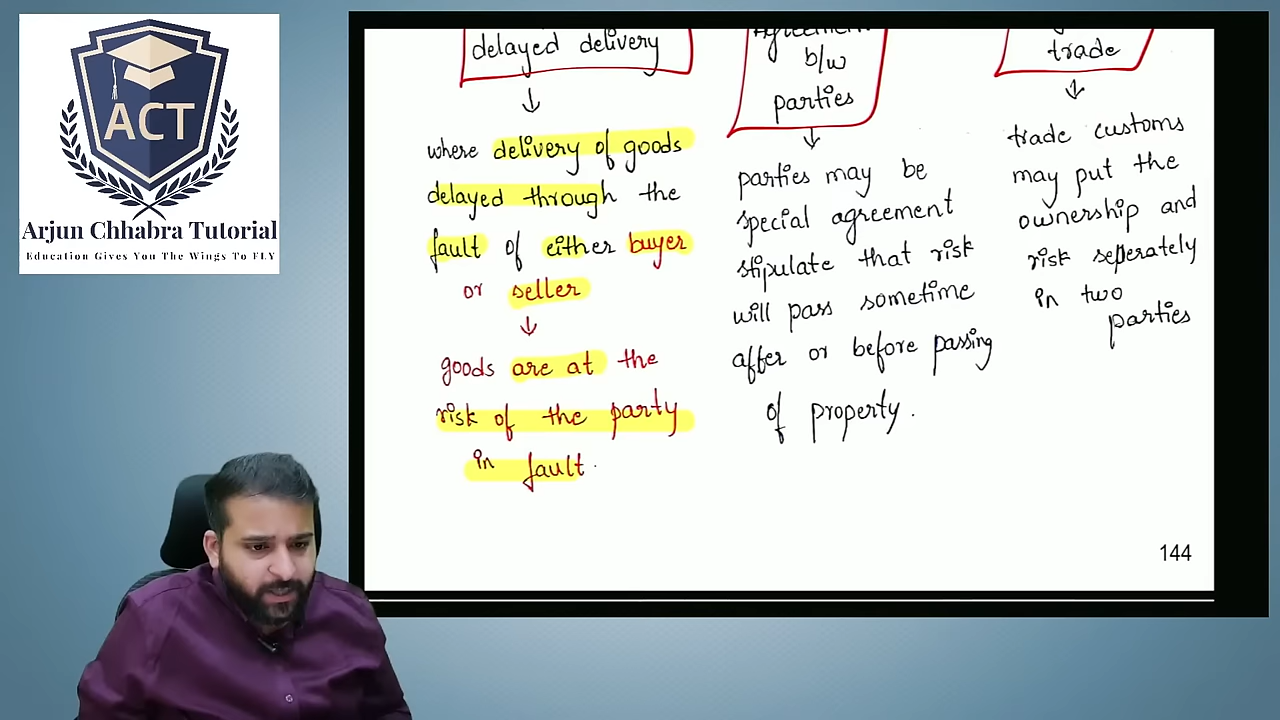 ACT
Arjun Chhabra Tutorial
Education Gives You The Wings To FLY
delayed delivery
where delivery of goods
delayed through the
fault of either buyer
or seller
goods are at the
risk of the party
in fault.
b/w
parties
parties may be
special agreement
stipulate that risk
will pass sometime
after or before passing
of property.
trade
trade customs
may put the
ownership and
risk seperately
in two
parties
144